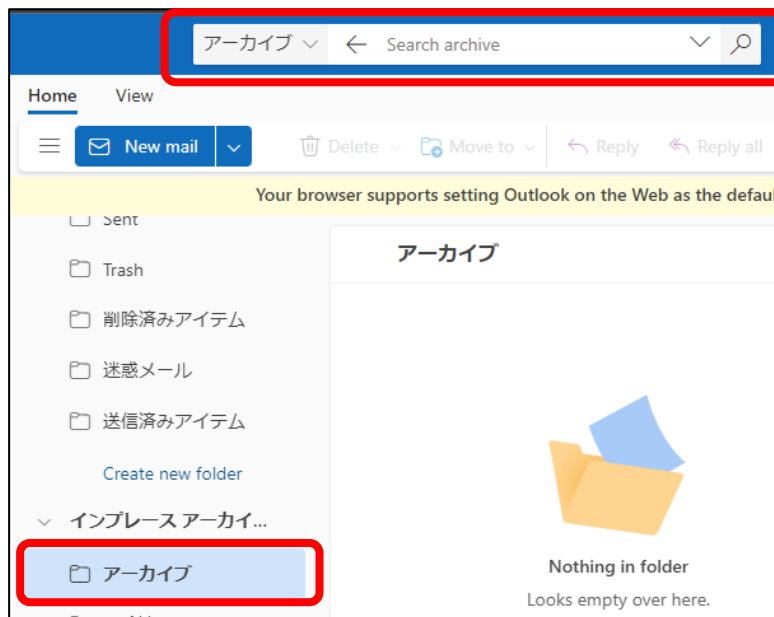 アーカイブ Search archive
Home View
New mail Delete Move to Reply Reply all
Your browser supports setting Outlook on the Web as the defaul
Sent
Trash
アーカイブ
削除済みアイテム
迷惑メール
送信済みアイテム
Create new folder
インプレース アーカイ...
アーカイブ
Nothing in folder
Looks empty over here.